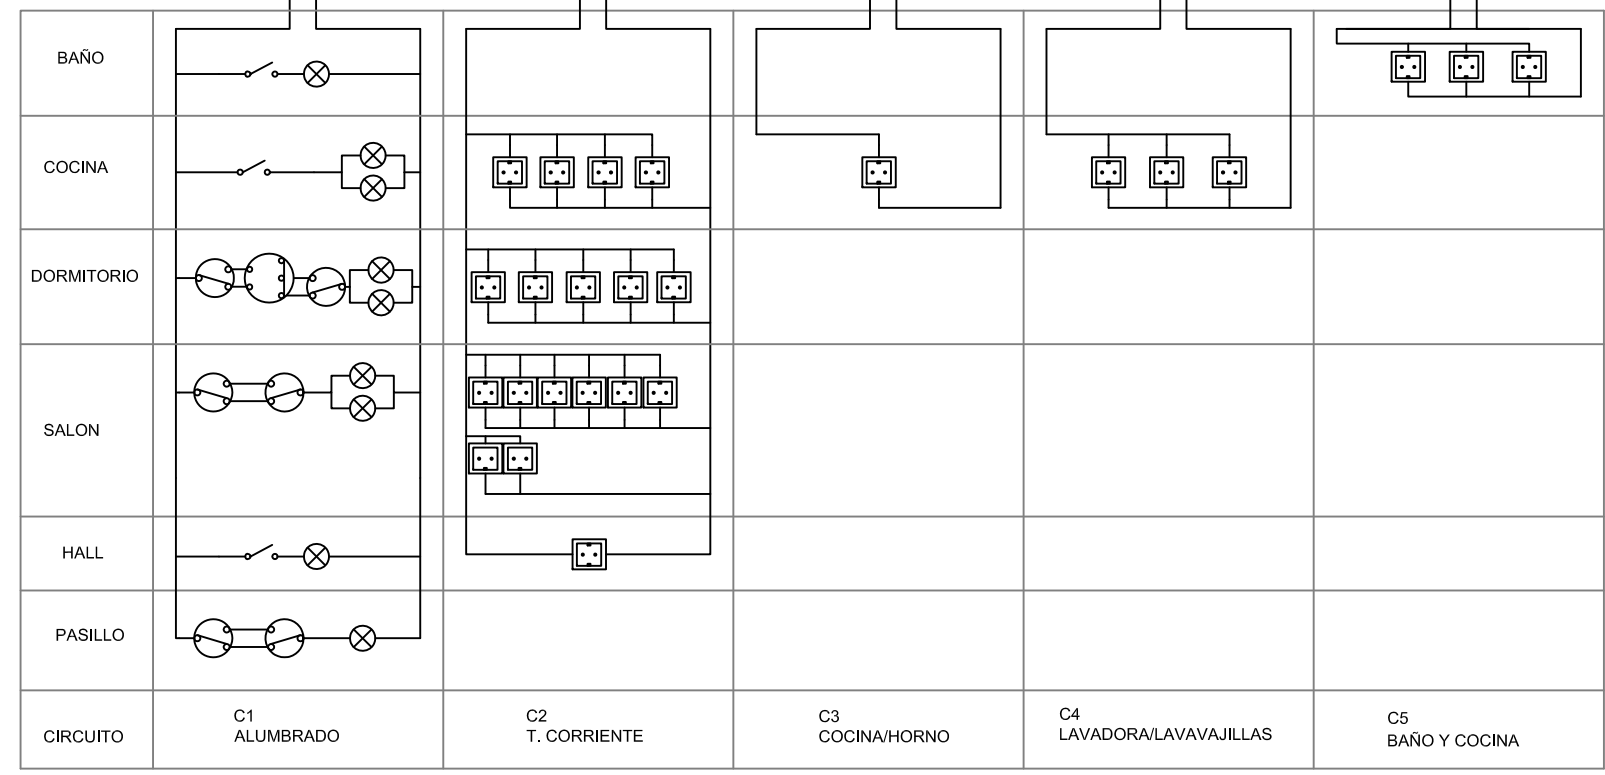 BAÑO
COCINA
DORMITORIO
SALON
HALL
PASILLO
CIRCUITO
C1
ALUMBRADO
C2
T. CORRIENTE
C3
COCINA/HORNO
C4
LAVADORA/LAVAVAJILLAS
C5
BAÑO Y COCINA